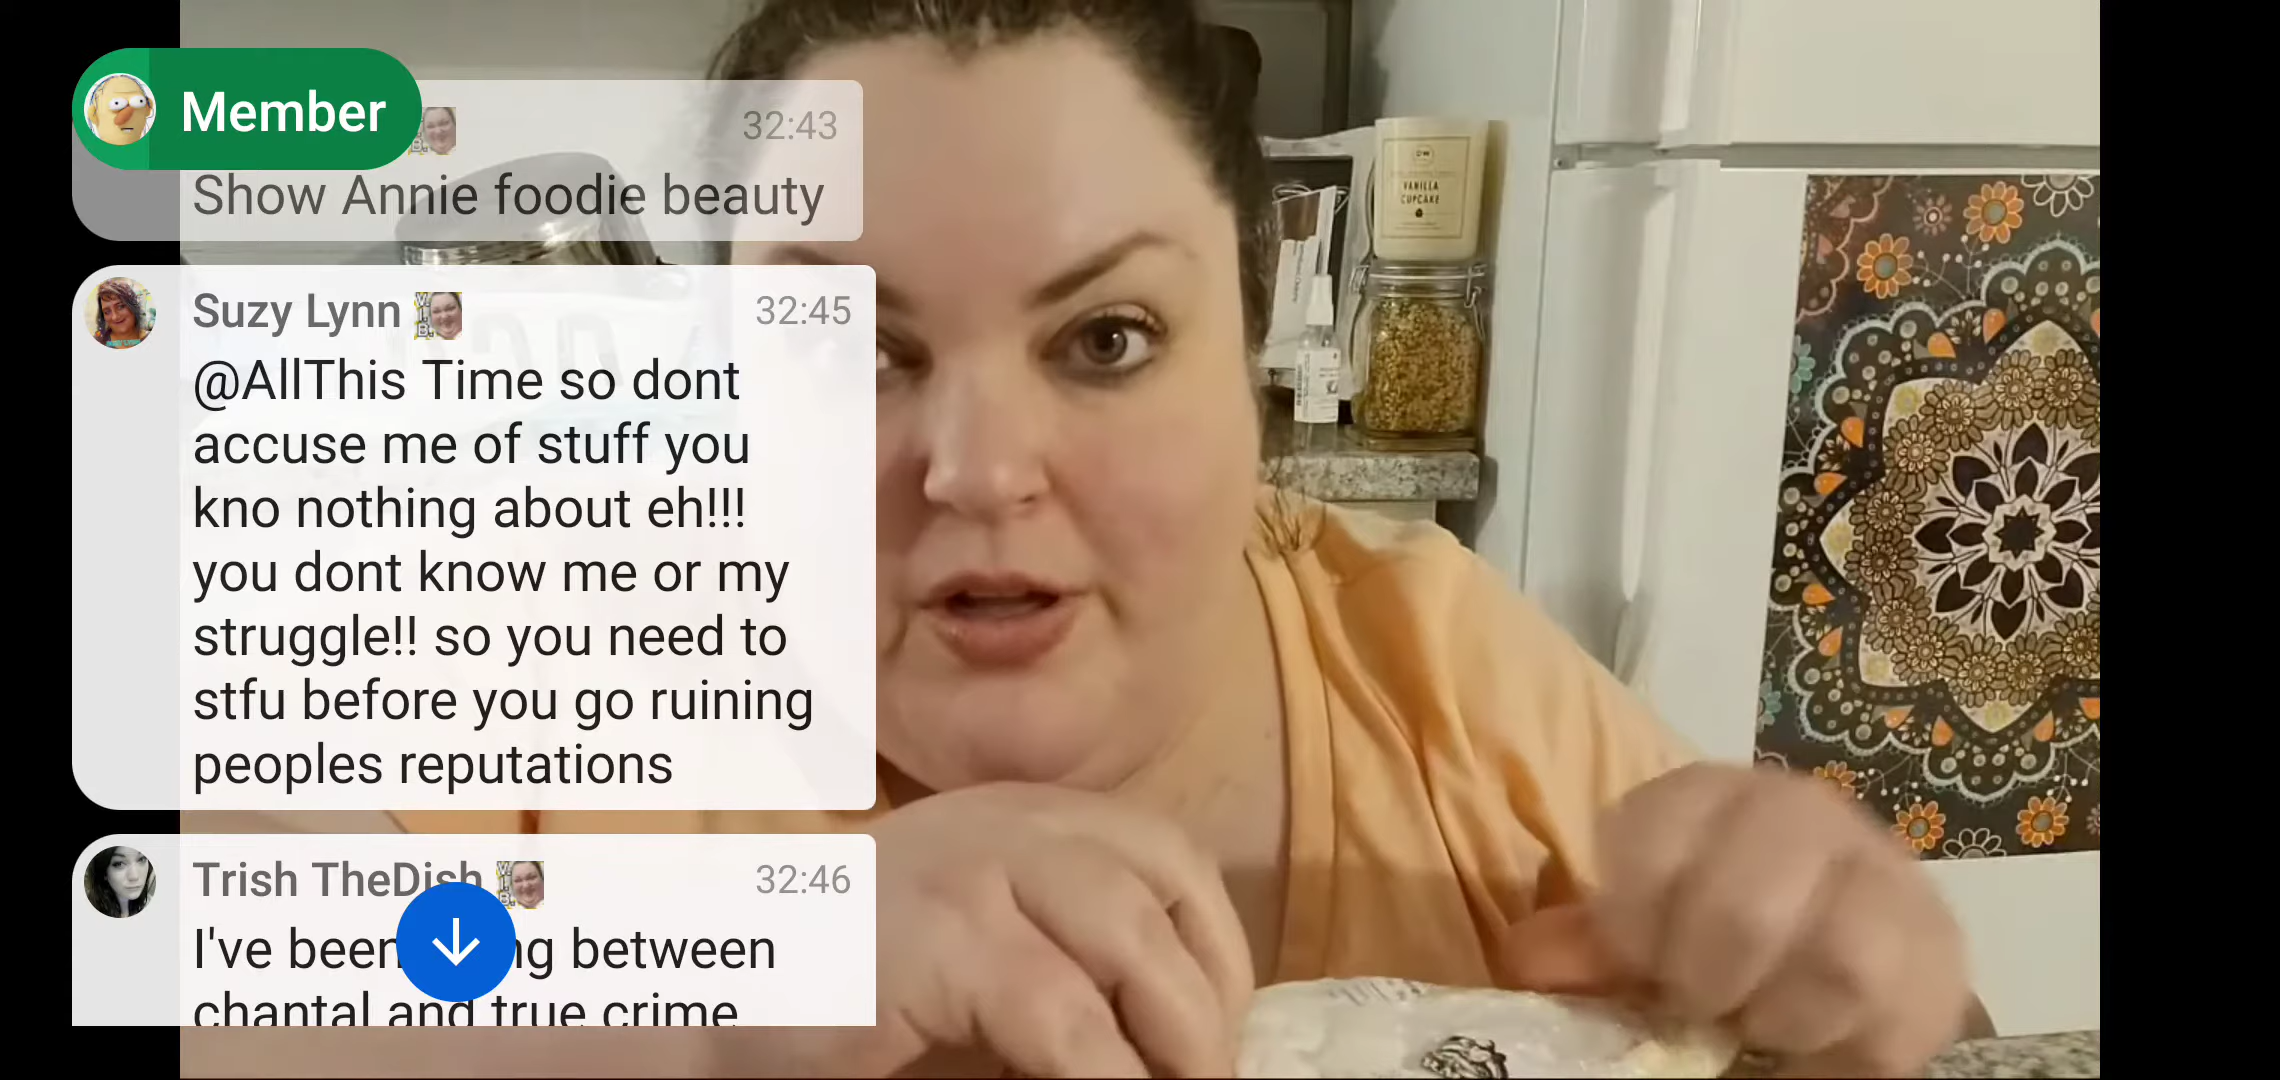 Member
32:43
Show Annie foodie beauty
Suzy Lynn
32:45
@AllThis Time so dont
accuse me of stuff you
kno nothing about eh!!!
you dont know me or my
struggle!! so you need to
stfu before you go ruining
peoples reputations
Trish TheDish
32:46
I've been between
chantal and true crime
DW
VANILLA
CUPCAKE